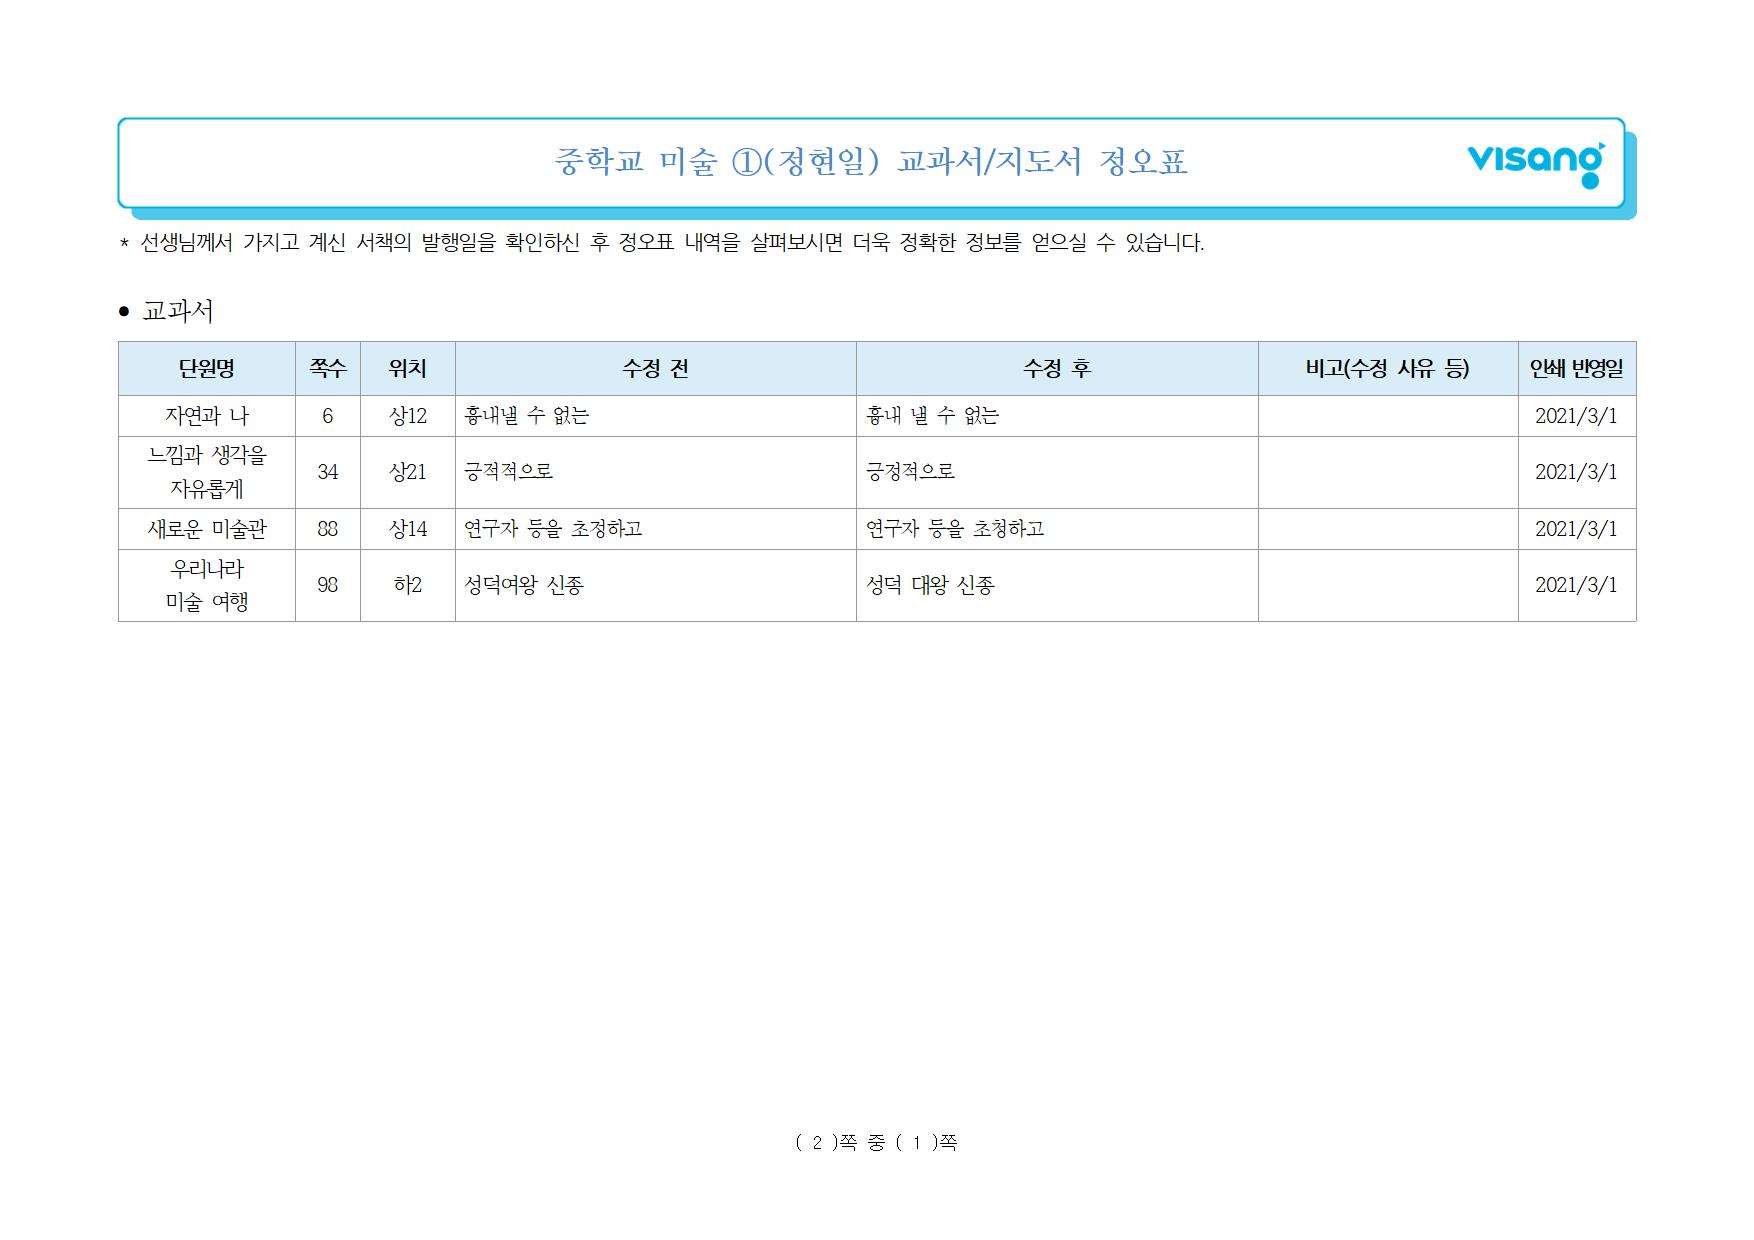 중학교 미술 ①(정현일) 교과서/지도서 정오표
visang
* 선생님께서 가지고 계신 서책의 발행일을 확인하신 후 정오표 내역을 살펴보시면 더욱 정확한 정보를 얻으실 수 있습니다.
● 교과서
단원명 쪽수 위치 수정 전 수정 후 비고(수정 사유 등) 인쇄 반영일
자연과 나 6 상12 흉내낼 수 없는 흉내 낼 수 없는 2021/3/1
느낌과 생각을
자유롭게 34 상21 긍적적으로 긍정적으로 2021/3/1
새로운 미술관 88 상14 연구자 등을 초정하고 연구자 등을 초청하고 2021/3/1
우리나라
미술 여행 98 하2 성덕여왕 신종 성덕 대왕 신종 2021/3/1
( 2 )쪽 중 ( 1 )쪽